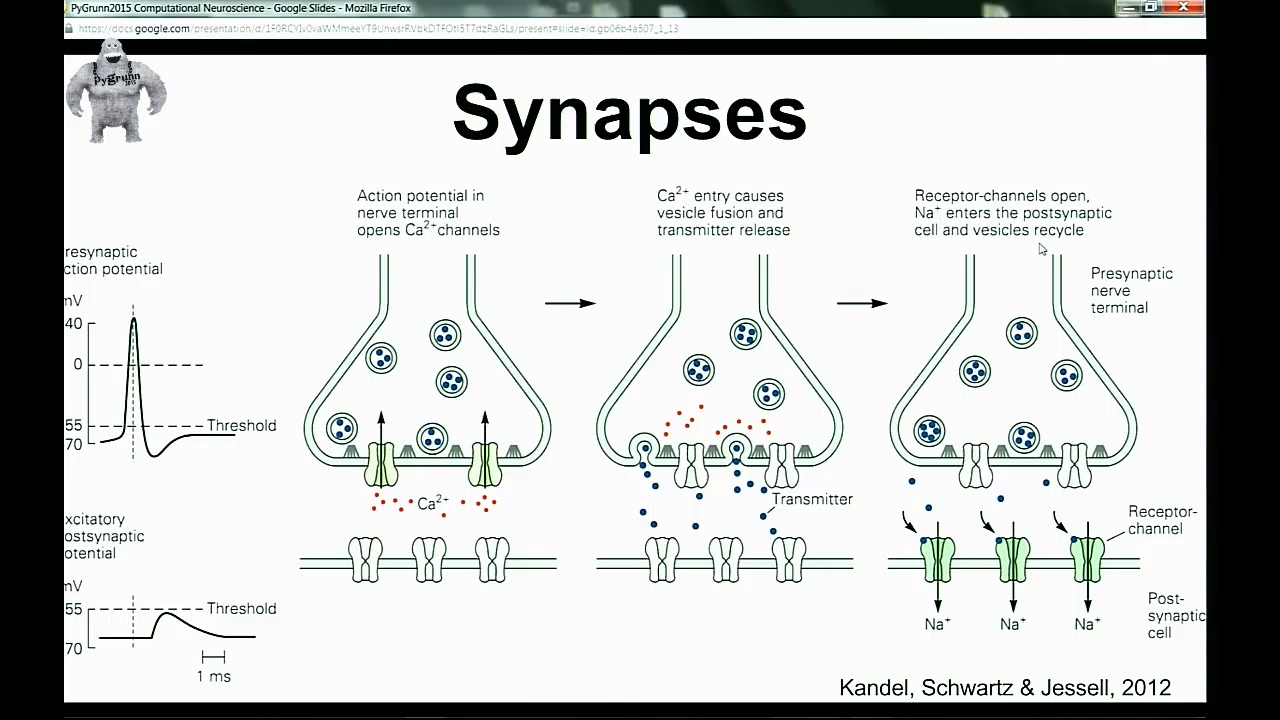 PyGrunn2015 Computational Neuroscience - Google Slides - Mozilla Firefox
PyGrunn
2015
Synapses
Action potential in
nerve terminal
opens Ca²⁺channels
Ca²⁺ entry causes
vesicle fusion and
transmitter release
Receptor-channels open,
Na⁺ enters the postsynaptic
cell and vesicles recycle
resynaptic
ction potential
mV
40
0
55
70
Threshold
Presynaptic
nerve
terminal
Ca²⁺
Transmitter
Receptor-
channel
xcitatory
ostsynaptic
otential
mV
55
70
Threshold
1 ms
Na⁺
Na⁺
Na⁺
Post-
synaptic
cell
Kandel, Schwartz & Jessell, 2012